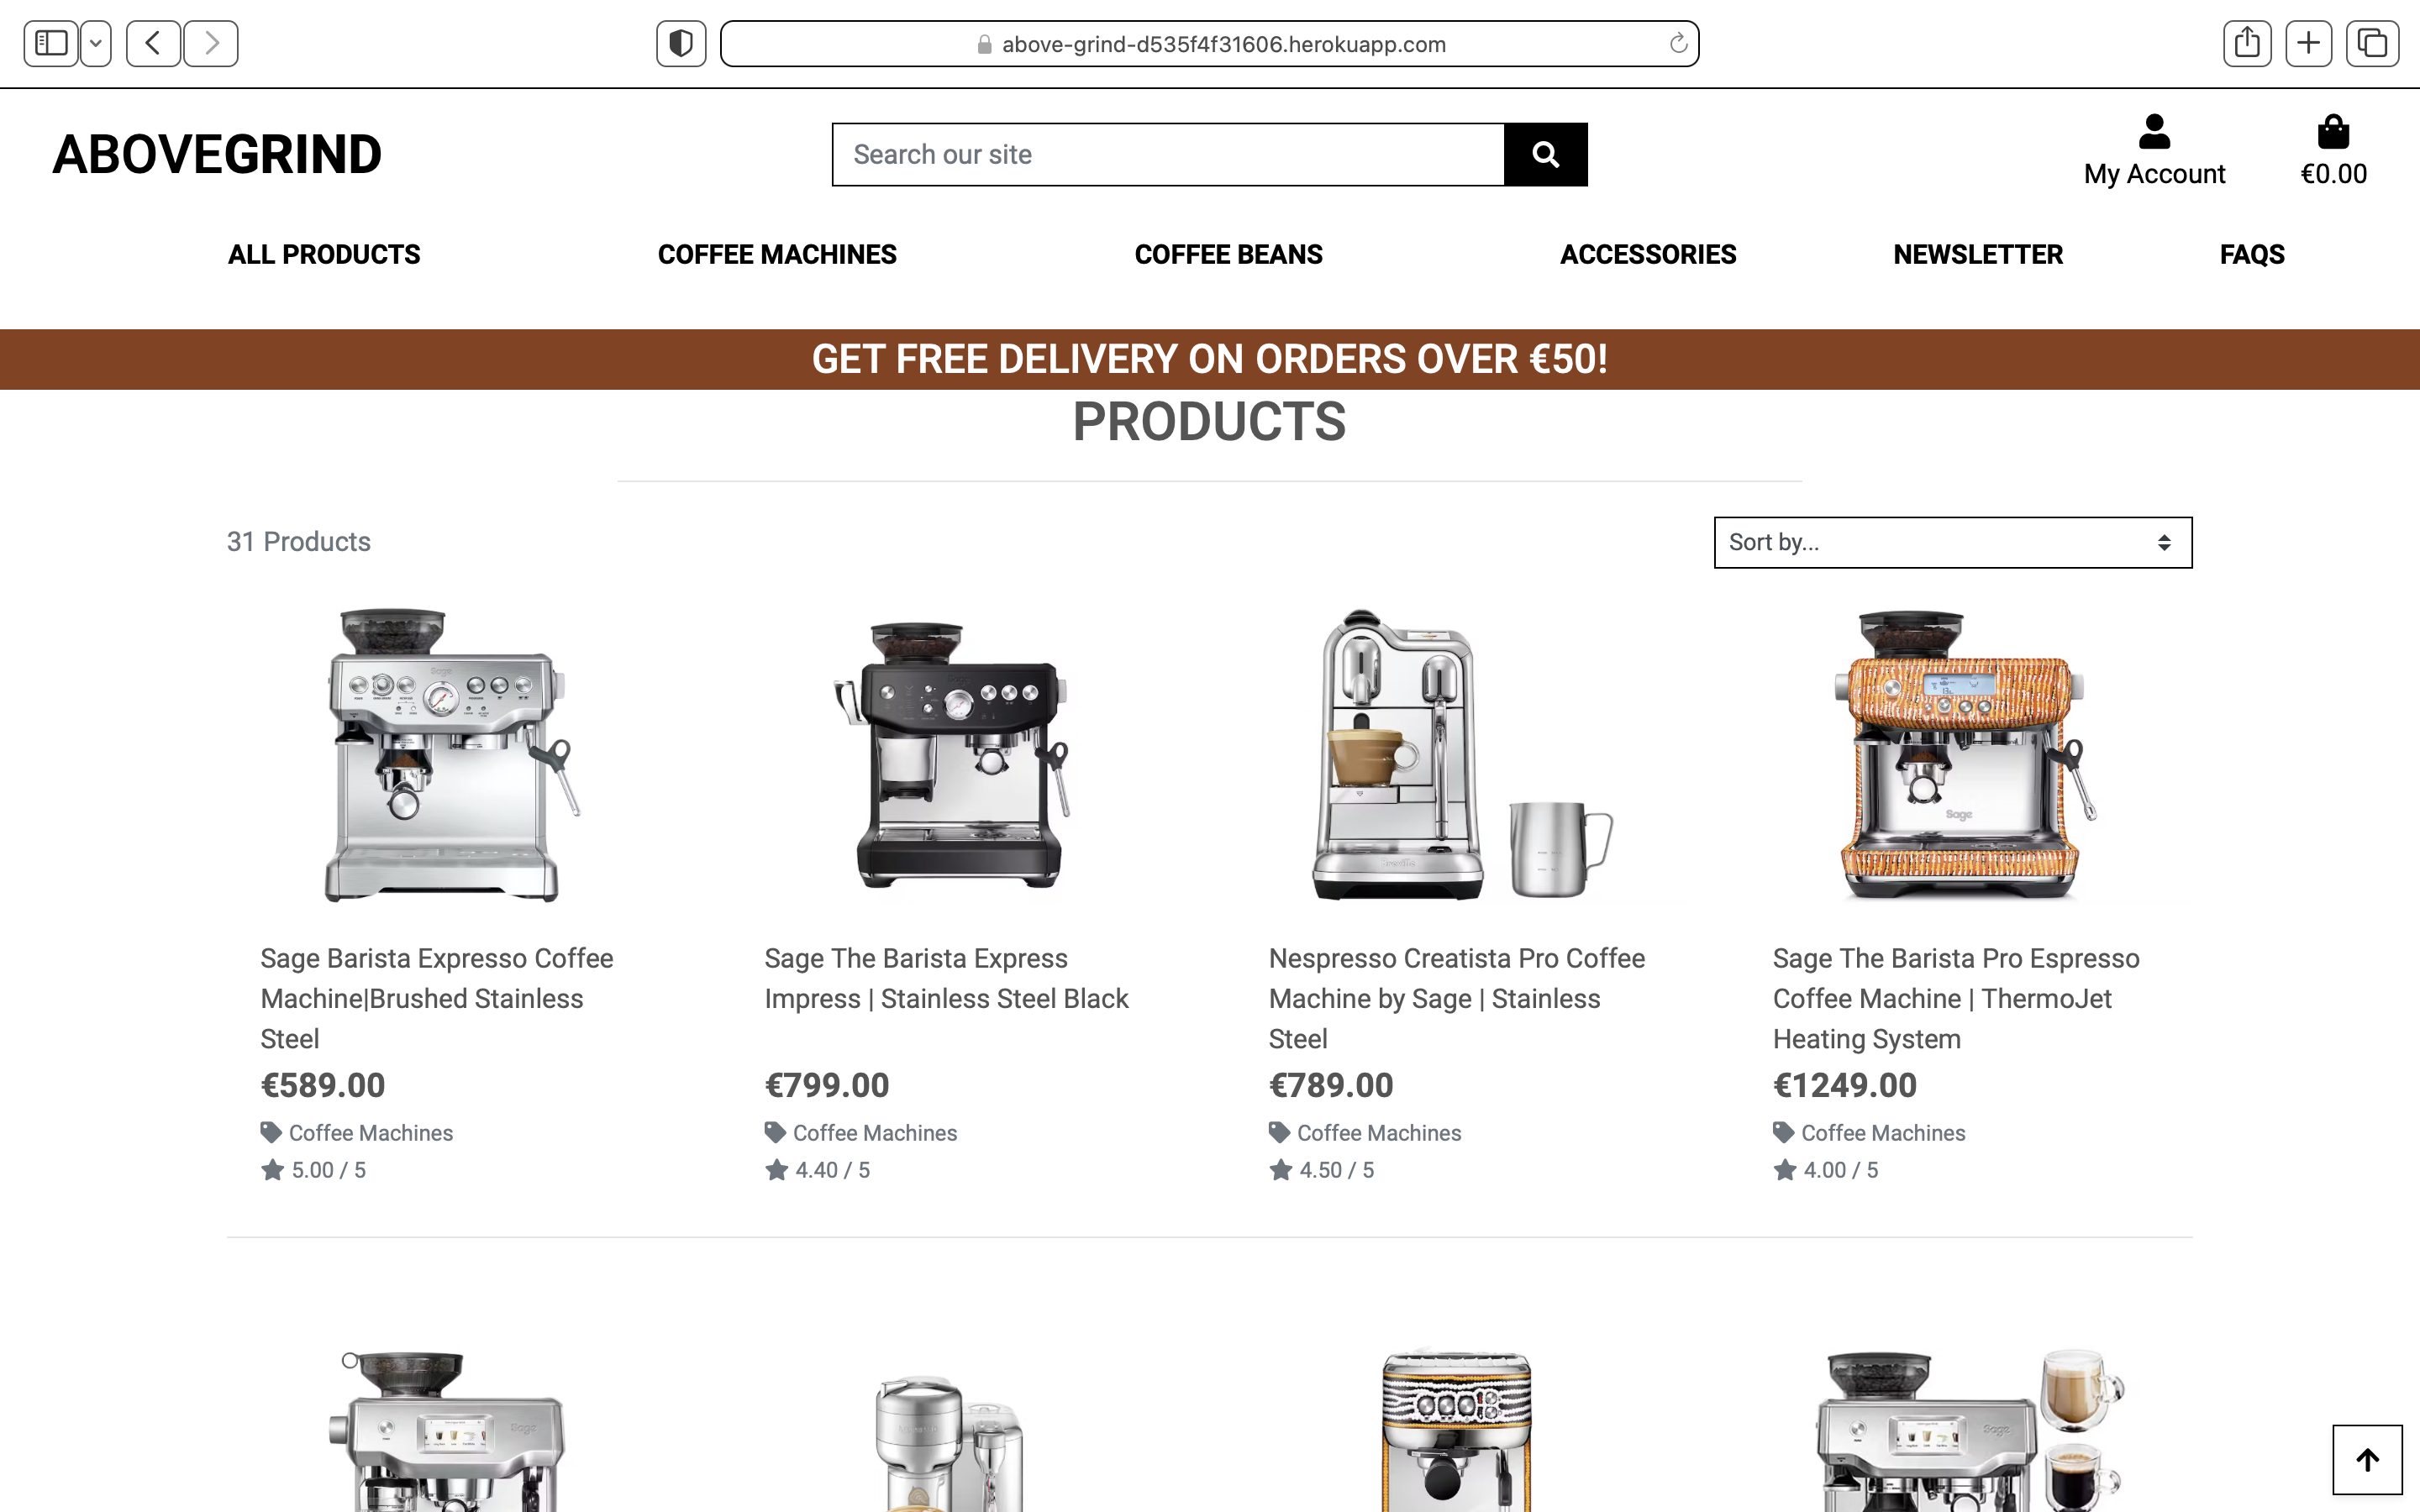 above-grind-d535f4f31606.herokuapp.com
ABOVEGRIND
Search our site
My Account
€0.00
ALL PRODUCTS
COFFEE MACHINES
COFFEE BEANS
ACCESSORIES
NEWSLETTER
FAQS
GET FREE DELIVERY ON ORDERS OVER €50!
PRODUCTS
31 Products
Sort by...
Sage
Sage Barista Expresso Coffee
Machine|Brushed Stainless
Steel
€589.00
Coffee Machines
5.00 / 5
Sage The Barista Express
Impress | Stainless Steel Black
€799.00
Coffee Machines
4.40 / 5
Nespresso Creatista Pro Coffee
Machine by Sage | Stainless
Steel
€789.00
Coffee Machines
4.50 / 5
Sage
Sage The Barista Pro Espresso
Coffee Machine | ThermoJet
Heating System
€1249.00
Coffee Machines
4.00 / 5
Sage
Sage